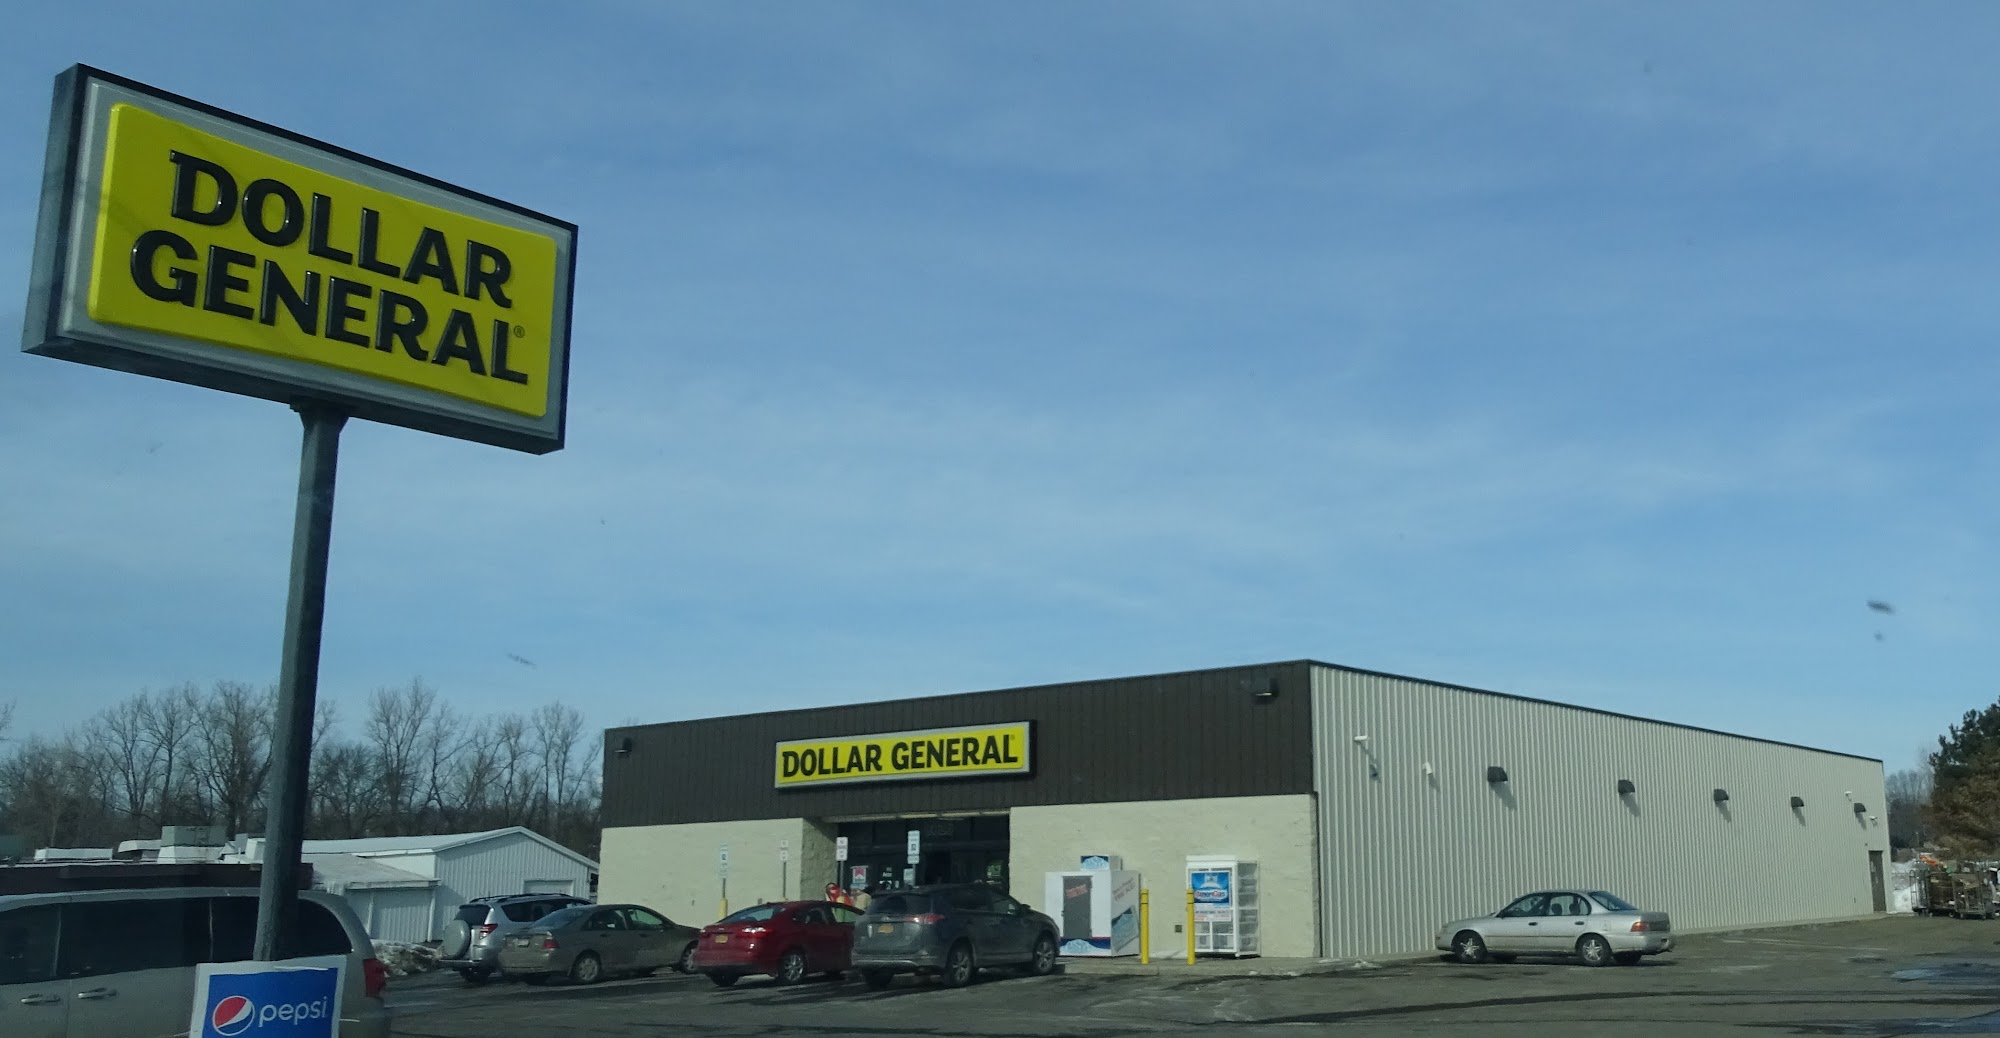 DOLLAR
GENERAL®
DOLLAR GENERAL
pepsi